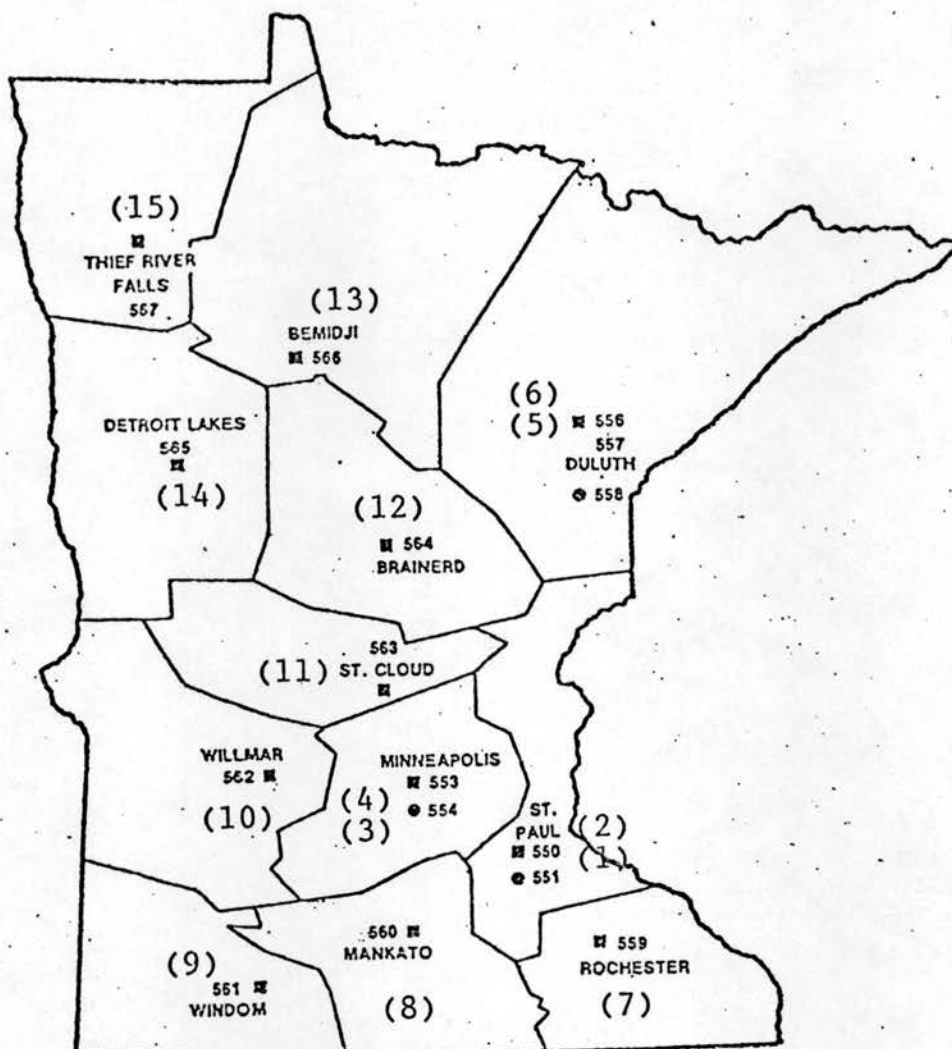 (15)
THIEF RIVER
FALLS
567
(13)
BEMIDJI
566
DETROIT LAKES
565
(14)
(6)
(5)
556
557
DULUTH
558
(12)
564
BRAINERD
563
(11) ST. CLOUD
WILLMAR
562
(10)
MINNEAPOLIS
553
(4)
554
(3)
ST.
PAUL
(2)
550
(1)
551
560
MANKATO
(8)
559
ROCHESTER
(7)
(9)
561
WINDOM